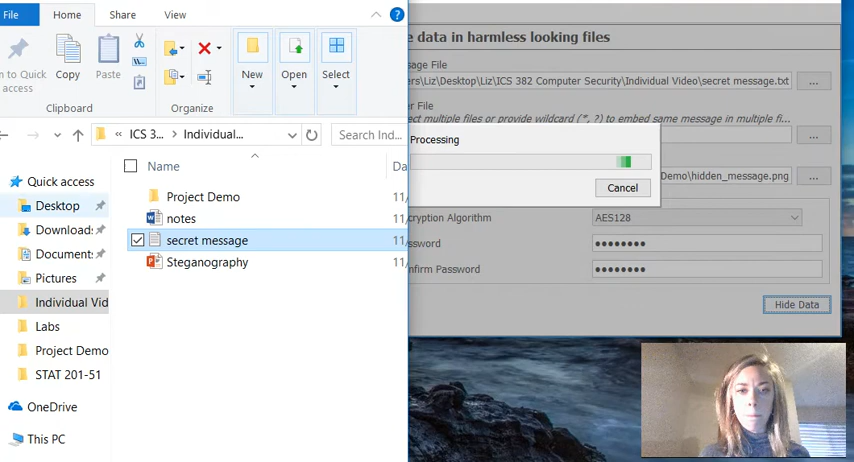 File
Home
Share
View
?
n to Quick
access
Copy
Paste
Clipboard
Organize
New
Open
Select
« ICS 3... > Individual...
Search Ind...
Name
Da
Quick access
Project Demo
11/
Desktop
notes
11/
Downloads
secret message
11/
Document:
Steganography
11/
Pictures
Individual Vid
Labs
Project Demo
STAT 201-51
OneDrive
This PC
e data in harmless looking files
ssage File
ers\Liz\Desktop\Liz\ICS 382 Computer Security\Individual Video\secret message.txt
...
er File
ect multiple files or provide wildcard (*, ?) to embed same message in multiple fi...
...
Processing
Demo\hidden_message.png
...
Cancel
cryption Algorithm
AES128
assword
••••••••
nfirm Password
••••••••
Hide Data